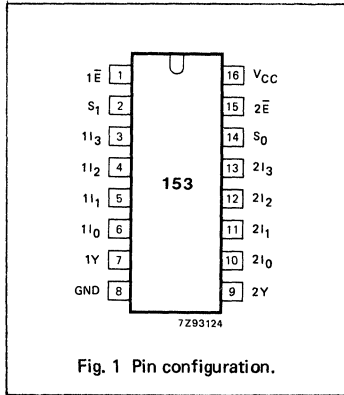 1E̅ 1 16 VCC
S1 2 15 2E̅
1I3 3 14 S0
1I2 4 13 2I3
153
1I1 5 12 2I2
1I0 6 11 2I1
1Y 7 10 2I0
GND 8 9 2Y
7Z93124
Fig. 1 Pin configuration.